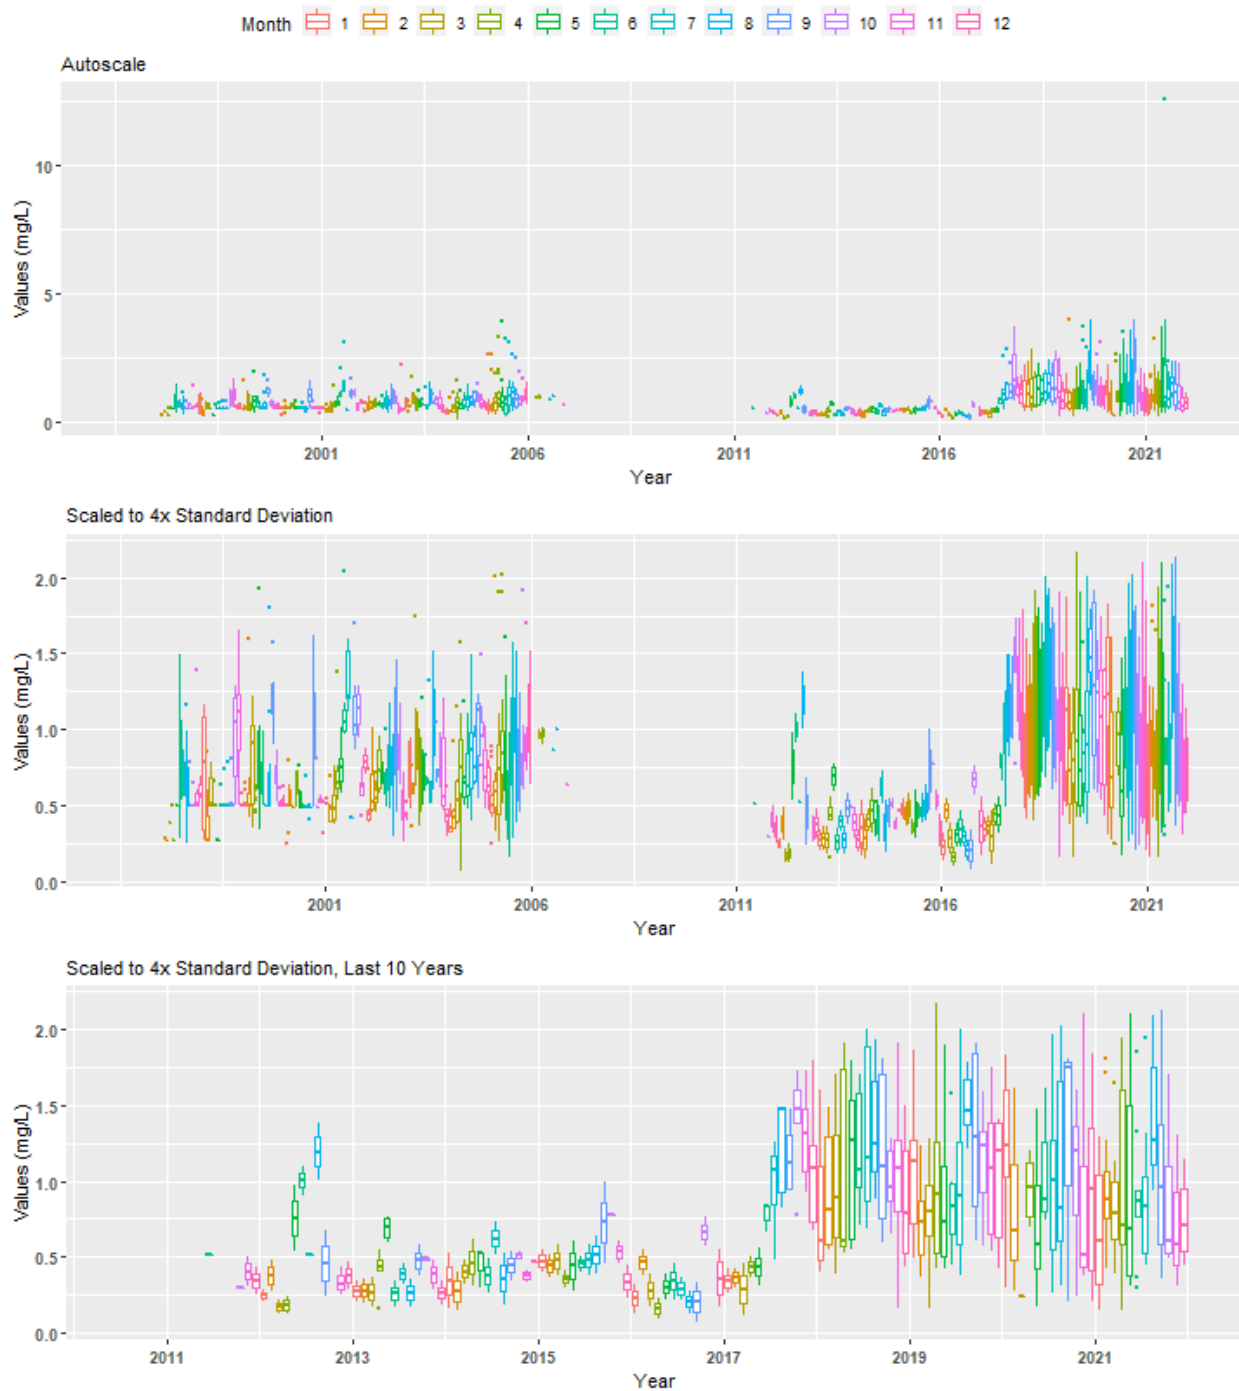 Month 1 2 3 4 5 6 7 8 9 10 11 12
Autoscale
10
5
0
Values (mg/L)
2001 2006 2011 2016 2021
Year
Scaled to 4x Standard Deviation
2.0
1.5
1.0
0.5
0.0
Values (mg/L)
2001 2006 2011 2016 2021
Year
Scaled to 4x Standard Deviation, Last 10 Years
2.0
1.5
1.0
0.5
0.0
Values (mg/L)
2011 2013 2015 2017 2019 2021
Year